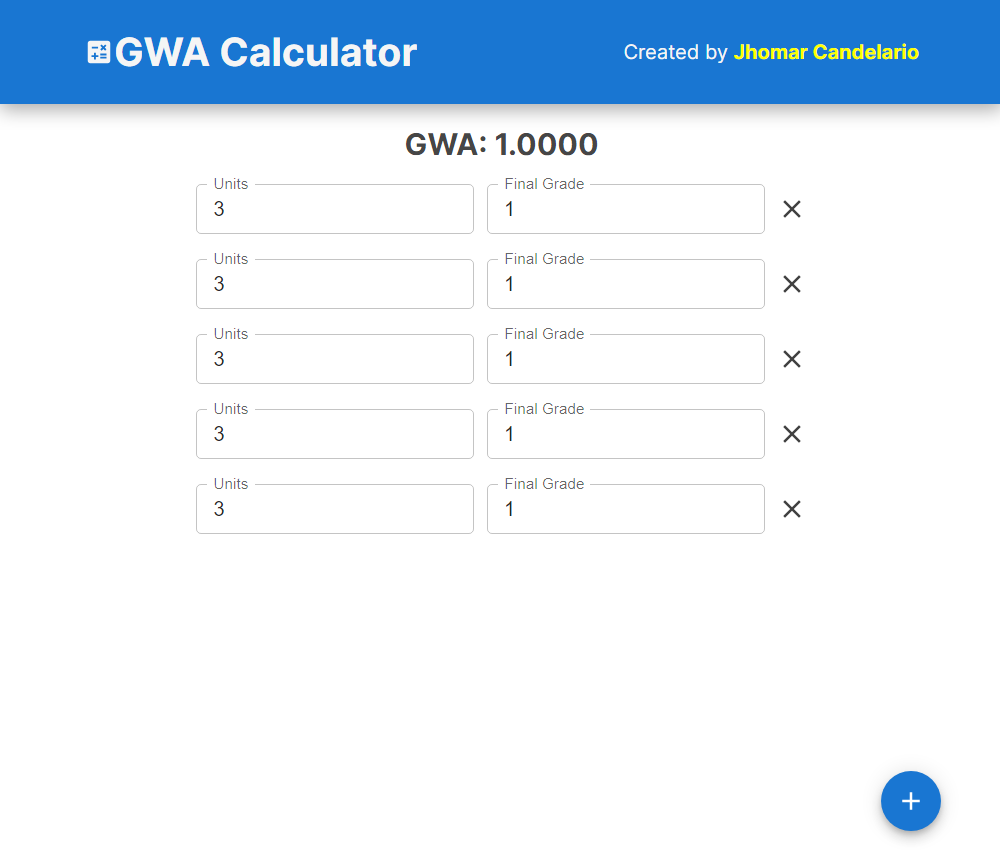 GWA Calculator
Created by Jhomar Candelario
GWA: 1.0000
Units
Final Grade
3
1
Units
Final Grade
3
1
Units
Final Grade
3
1
Units
Final Grade
3
1
Units
Final Grade
3
1